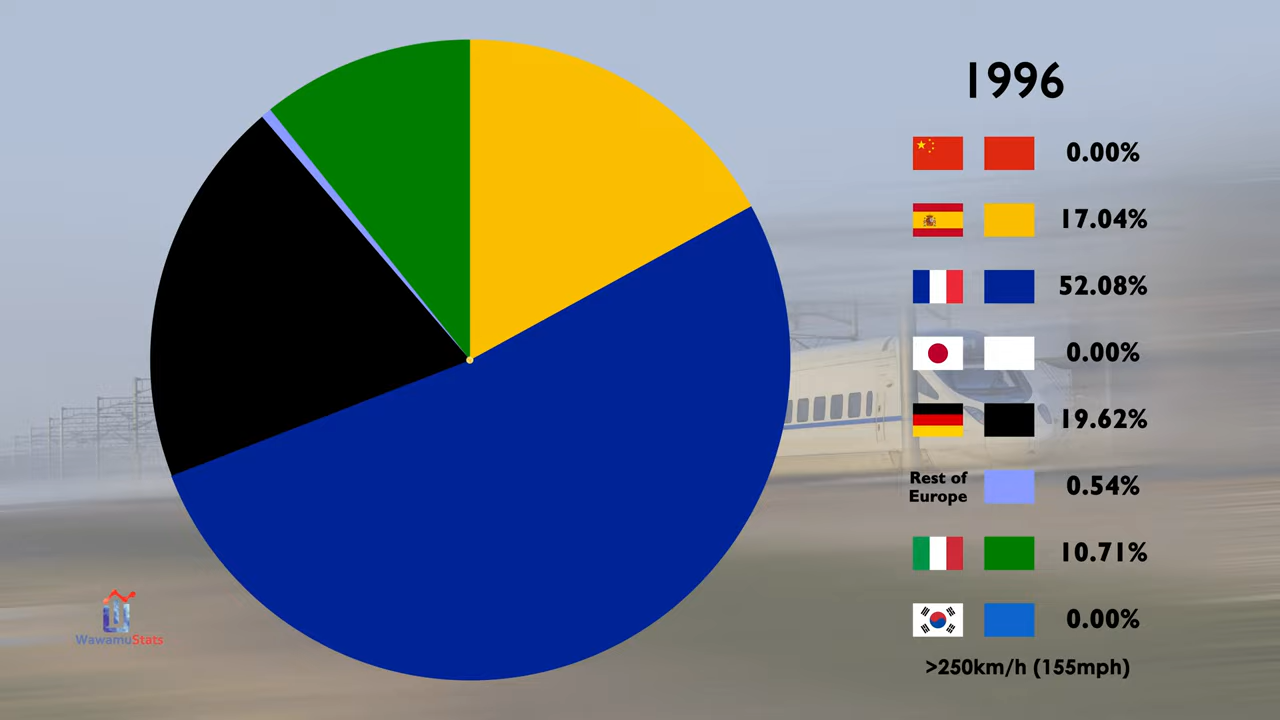 1996
0.00%
17.04%
52.08%
0.00%
19.62%
Rest of
Europe
0.54%
10.71%
0.00%
>250km/h (155mph)
WawamuStats